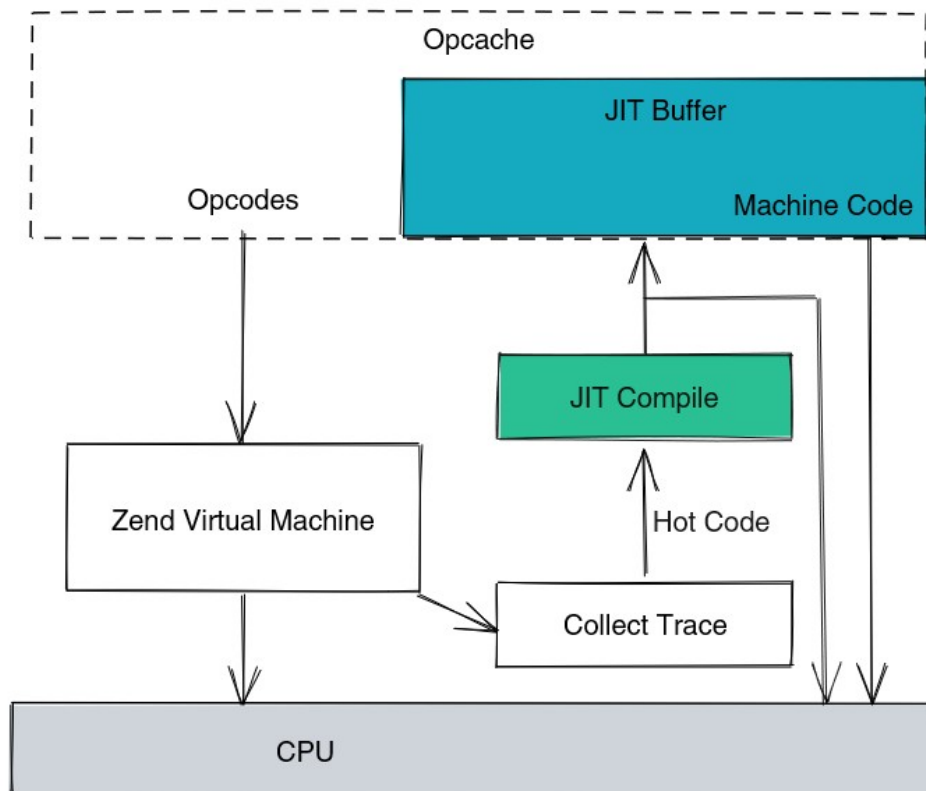 Opcache
JIT Buffer
Opcodes
Machine Code
JIT Compile
Zend Virtual Machine
Hot Code
Collect Trace
CPU